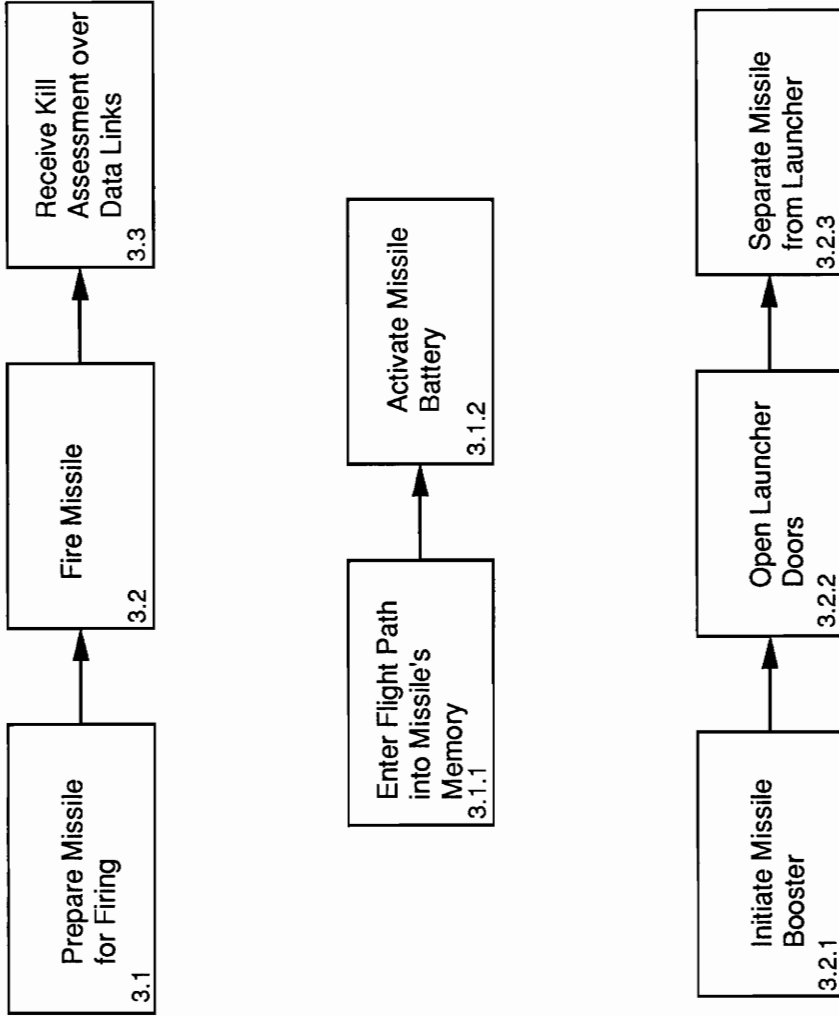 Prepare Missile
for Firing
3.1
Fire Missile
3.2
Receive Kill
Assessment over
Data Links
3.3
Enter Flight Path
into Missile's
Memory
3.1.1
Activate Missile
Battery
3.1.2
Initiate Missile
Booster
3.2.1
Open Launcher
Doors
3.2.2
Separate Missile
from Launcher
3.2.3